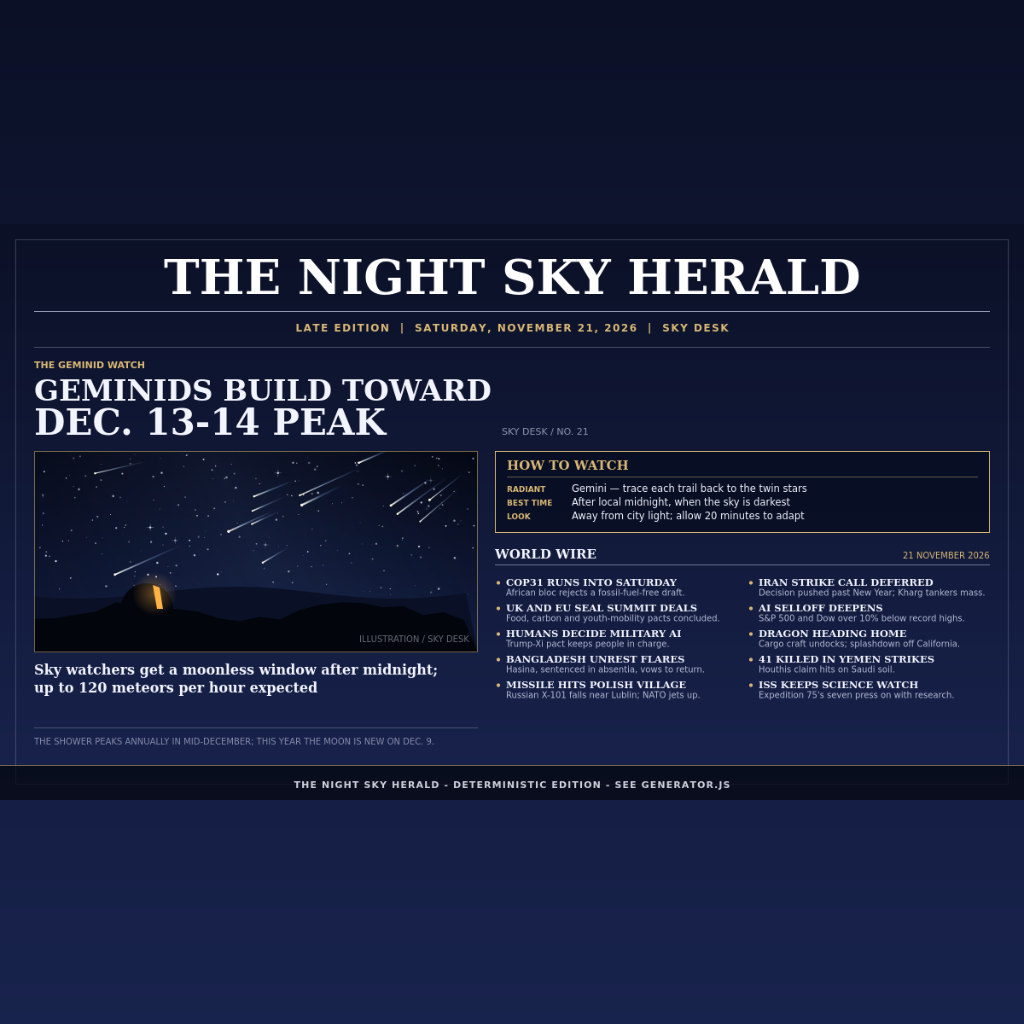 THE NIGHT SKY HERALD
LATE EDITION | SATURDAY, NOVEMBER 21, 2026 | SKY DESK
THE GEMINID WATCH
GEMINIDS BUILD TOWARD
DEC. 13-14 PEAK
SKY DESK / NO. 21
ILLUSTRATION / SKY DESK
Sky watchers get a moonless window after midnight;
up to 120 meteors per hour expected
THE SHOWER PEAKS ANNUALLY IN MID-DECEMBER; THIS YEAR THE MOON IS NEW ON DEC. 9.
HOW TO WATCH
RADIANT Gemini — trace each trail back to the twin stars
BEST TIME After local midnight, when the sky is darkest
LOOK Away from city light; allow 20 minutes to adapt
WORLD WIRE
21 NOVEMBER 2026
• COP31 RUNS INTO SATURDAY
African bloc rejects a fossil-fuel-free draft.
• UK AND EU SEAL SUMMIT DEALS
Food, carbon and youth-mobility pacts concluded.
• HUMANS DECIDE MILITARY AI
Trump-Xi pact keeps people in charge.
• BANGLADESH UNREST FLARES
Hasina, sentenced in absentia, vows to return.
• MISSILE HITS POLISH VILLAGE
Russian X-101 falls near Lublin; NATO jets up.
• IRAN STRIKE CALL DEFERRED
Decision pushed past New Year; Kharg tankers mass.
• AI SELLOFF DEEPENS
S&P 500 and Dow over 10% below record highs.
• DRAGON HEADING HOME
Cargo craft undocks; splashdown off California.
• 41 KILLED IN YEMEN STRIKES
Houthis claim hits on Saudi soil.
• ISS KEEPS SCIENCE WATCH
Expedition 75's seven press on with research.
THE NIGHT SKY HERALD - DETERMINISTIC EDITION - SEE GENERATOR.JS